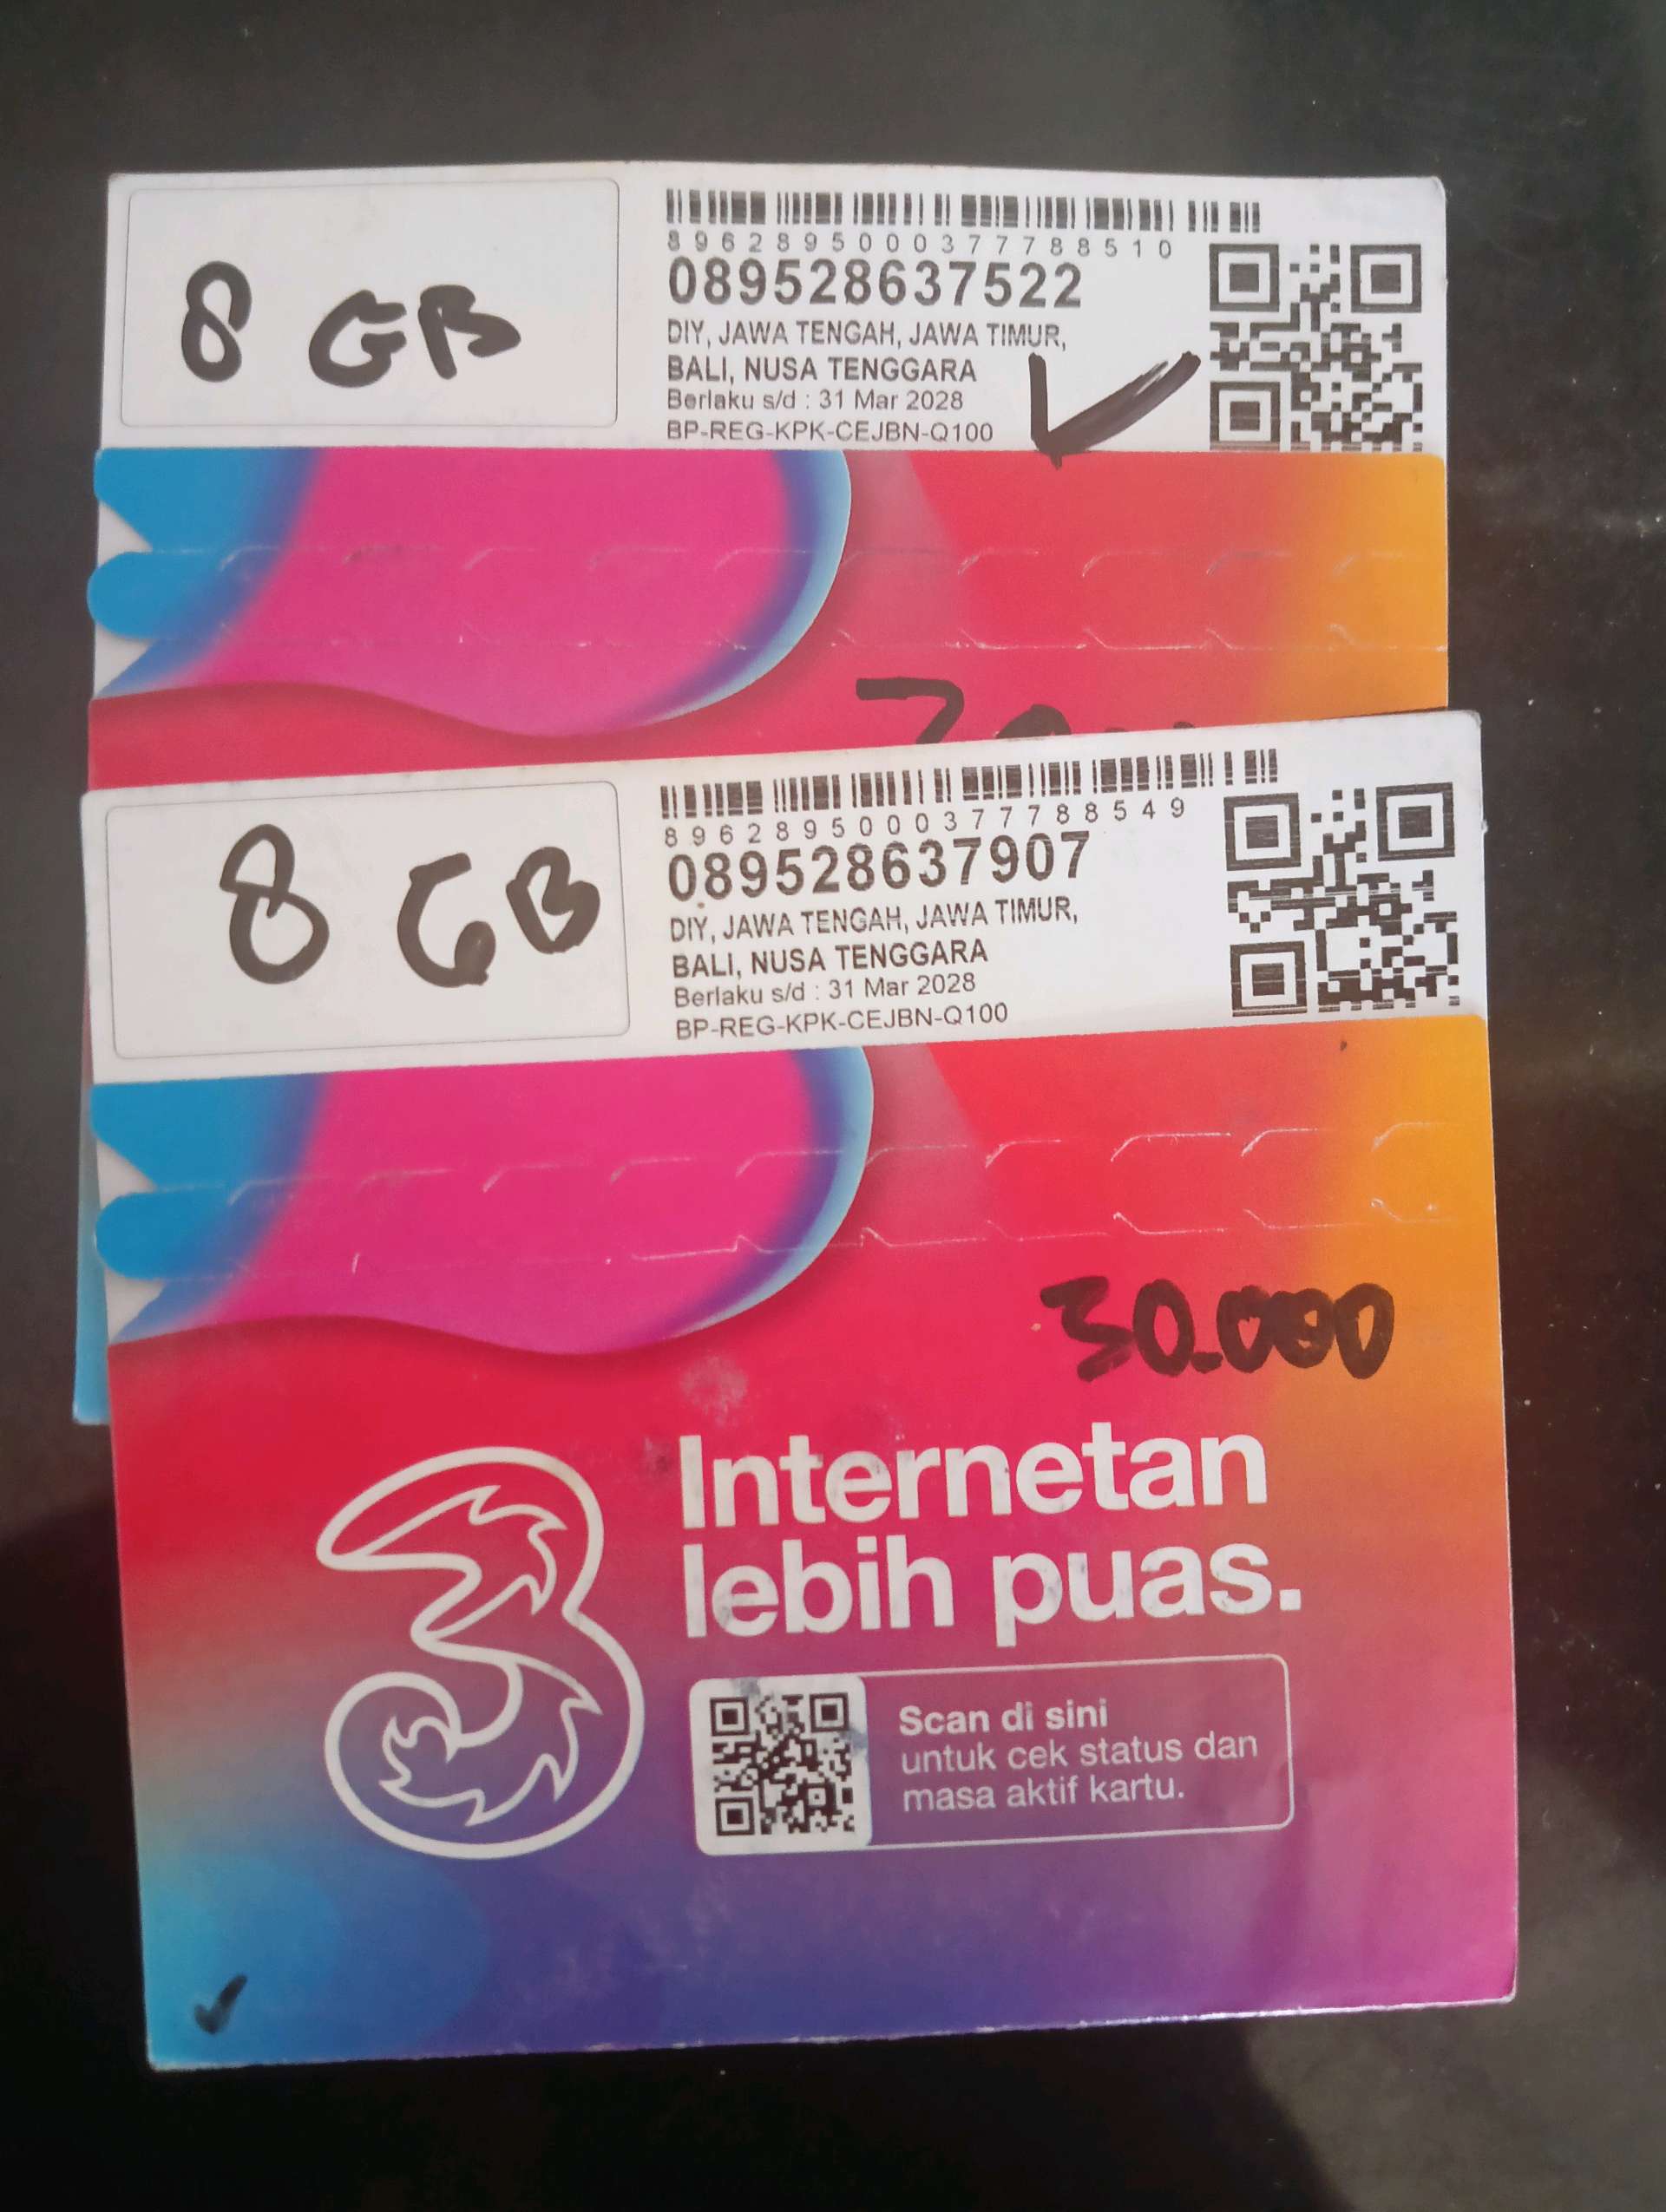 8 GB
8962895000377788510
089528637522
DIY, JAWA TENGAH, JAWA TIMUR,
BALI, NUSA TENGGARA
Berlaku s/d : 31 Mar 2028
BP-REG-KPK-CEJBN-Q100
8 GB
8962895000377788549
089528637907
DIY, JAWA TENGAH, JAWA TIMUR,
BALI, NUSA TENGGARA
Berlaku s/d : 31 Mar 2028
BP-REG-KPK-CEJBN-Q100
30.000
3
Internetan
lebih puas.
Scan di sini
untuk cek status dan
masa aktif kartu.